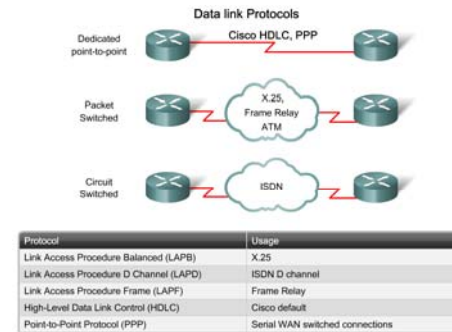 Data link Protocols
Dedicated
point-to-point
Cisco HDLC, PPP
Packet
Switched
X.25,
Frame Relay
ATM
Circuit
Switched
ISDN
Protocol Usage
Link Access Procedure Balanced (LAPB) X.25
Link Access Procedure D Channel (LAPD) ISDN D channel
Link Access Procedure Frame (LAPF) Frame Relay
High-Level Data Link Control (HDLC) Cisco default
Point-to-Point Protocol (PPP) Serial WAN switched connections